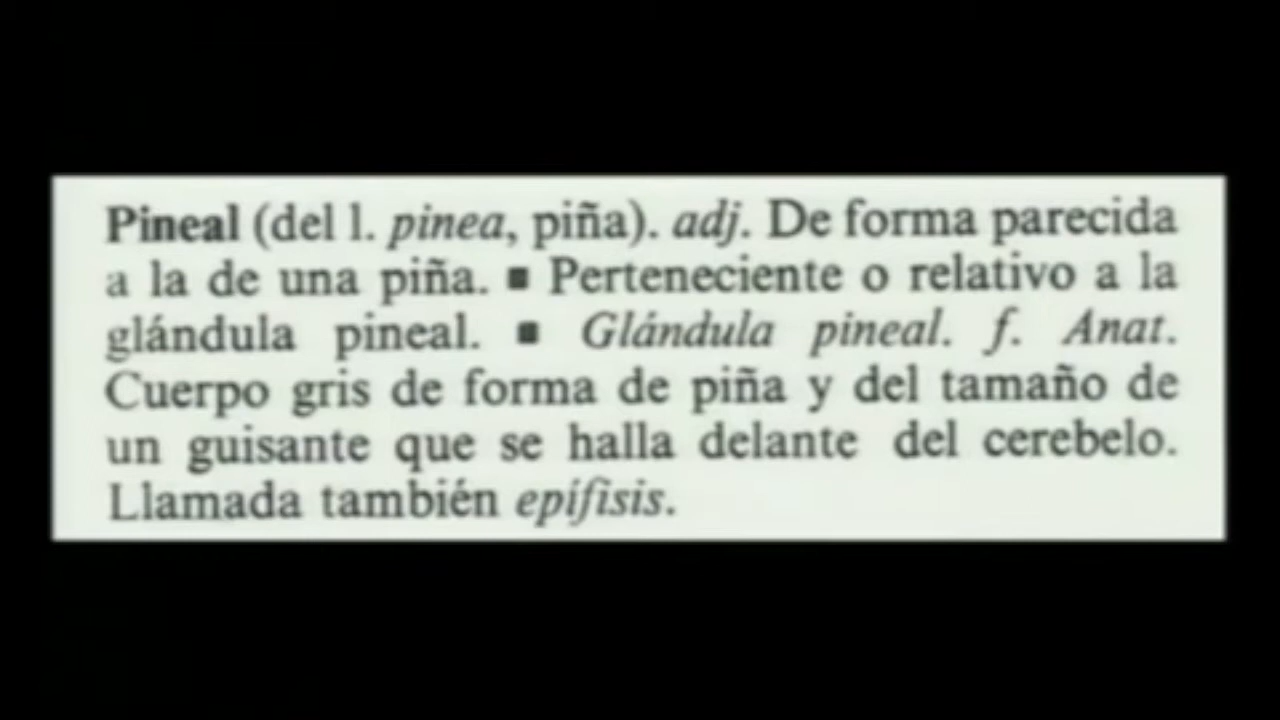 Pineal (del l. pinea, piña). adj. De forma parecida
a la de una piña. ▪ Perteneciente o relativo a la
glándula pineal. ▪ Glándula pineal. f. Anat.
Cuerpo gris de forma de piña y del tamaño de
un guisante que se halla delante del cerebelo.
Llamada también epífisis.